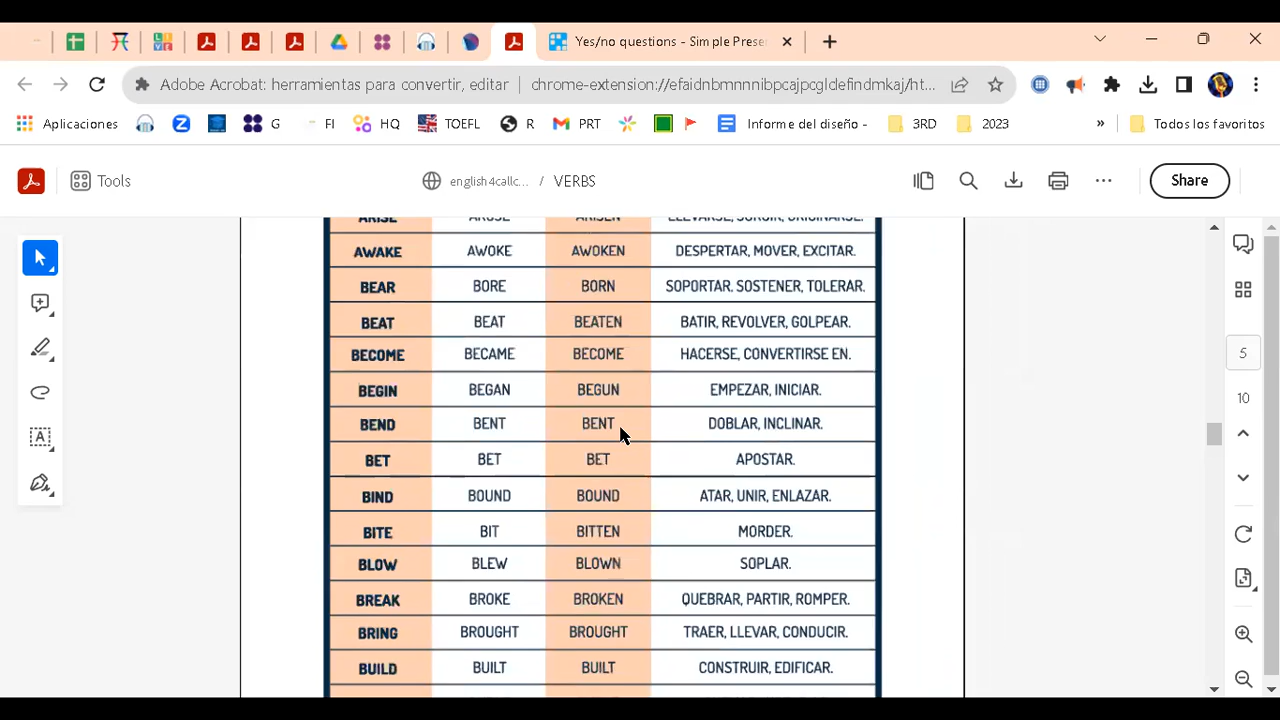 Yes/no questions - Simple Prese
Adobe Acrobat: herramientas para convertir, editar chrome-extension://efaidnbmnnnibpcajpcglclefindmkaj/ht...
Aplicaciones G FI HQ TOEFL R PRT Informe del diseño - 3RD 2023 » Todos los favoritos
Tools english4callc... / VERBS Share
ARISE AROSE ARISEN
AWAKE AWOKE AWOKEN DESPERTAR, MOVER, EXCITAR.
BEAR BORE BORN SOPORTAR. SOSTENER, TOLERAR.
BEAT BEAT BEATEN BATIR, REVOLVER, GOLPEAR.
BECOME BECAME BECOME HACERSE, CONVERTIRSE EN.
BEGIN BEGAN BEGUN EMPEZAR, INICIAR.
BEND BENT BENT DOBLAR, INCLINAR.
BET BET BET APOSTAR.
BIND BOUND BOUND ATAR, UNIR, ENLAZAR.
BITE BIT BITTEN MORDER.
BLOW BLEW BLOWN SOPLAR.
BREAK BROKE BROKEN QUEBRAR, PARTIR, ROMPER.
BRING BROUGHT BROUGHT TRAER, LLEVAR, CONDUCIR.
BUILD BUILT BUILT CONSTRUIR, EDIFICAR.
5
10